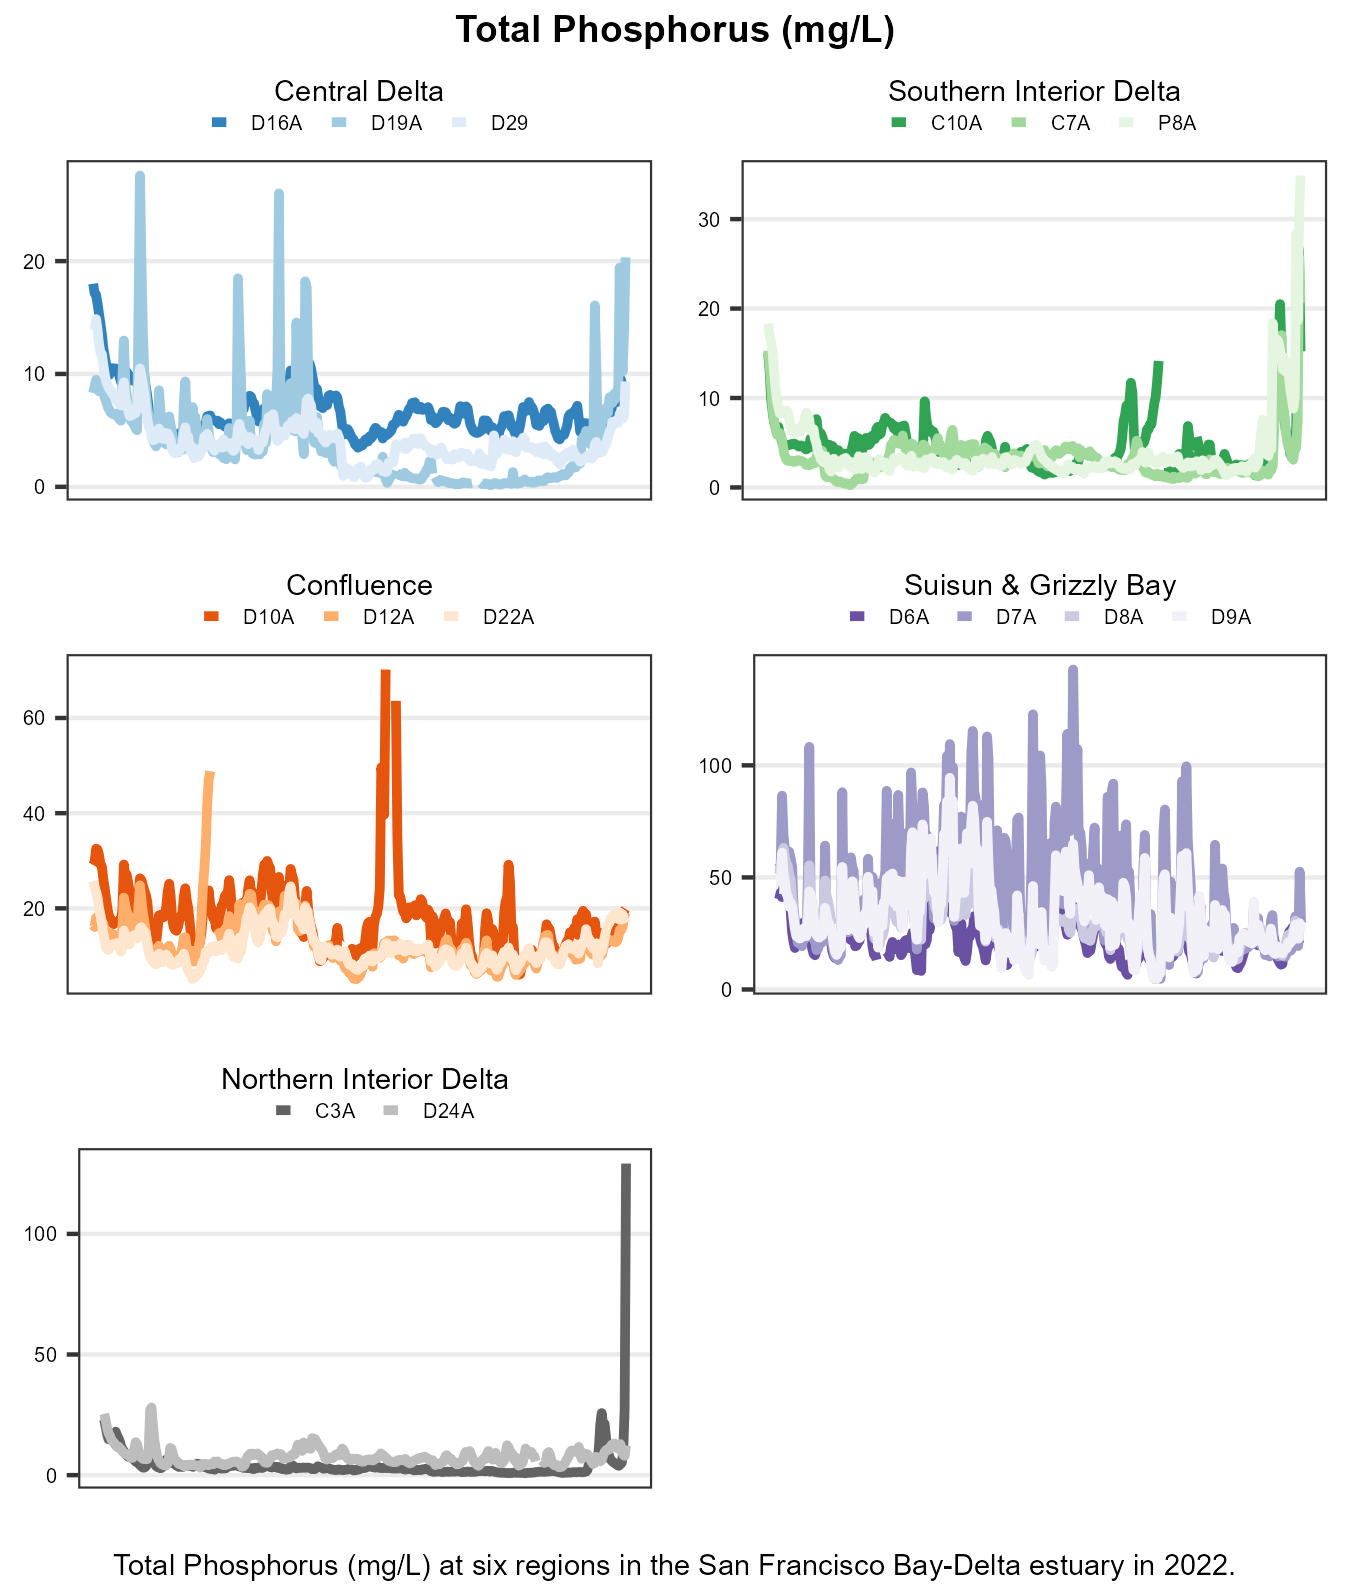 Total Phosphorus (mg/L)
Central Delta
D16A D19A D29
20
10
0
Southern Interior Delta
C10A C7A P8A
30
20
10
0
Confluence
D10A D12A D22A
60
40
20
Suisun & Grizzly Bay
D6A D7A D8A D9A
100
50
0
Northern Interior Delta
C3A D24A
100
50
0
Total Phosphorus (mg/L) at six regions in the San Francisco Bay-Delta estuary in 2022.